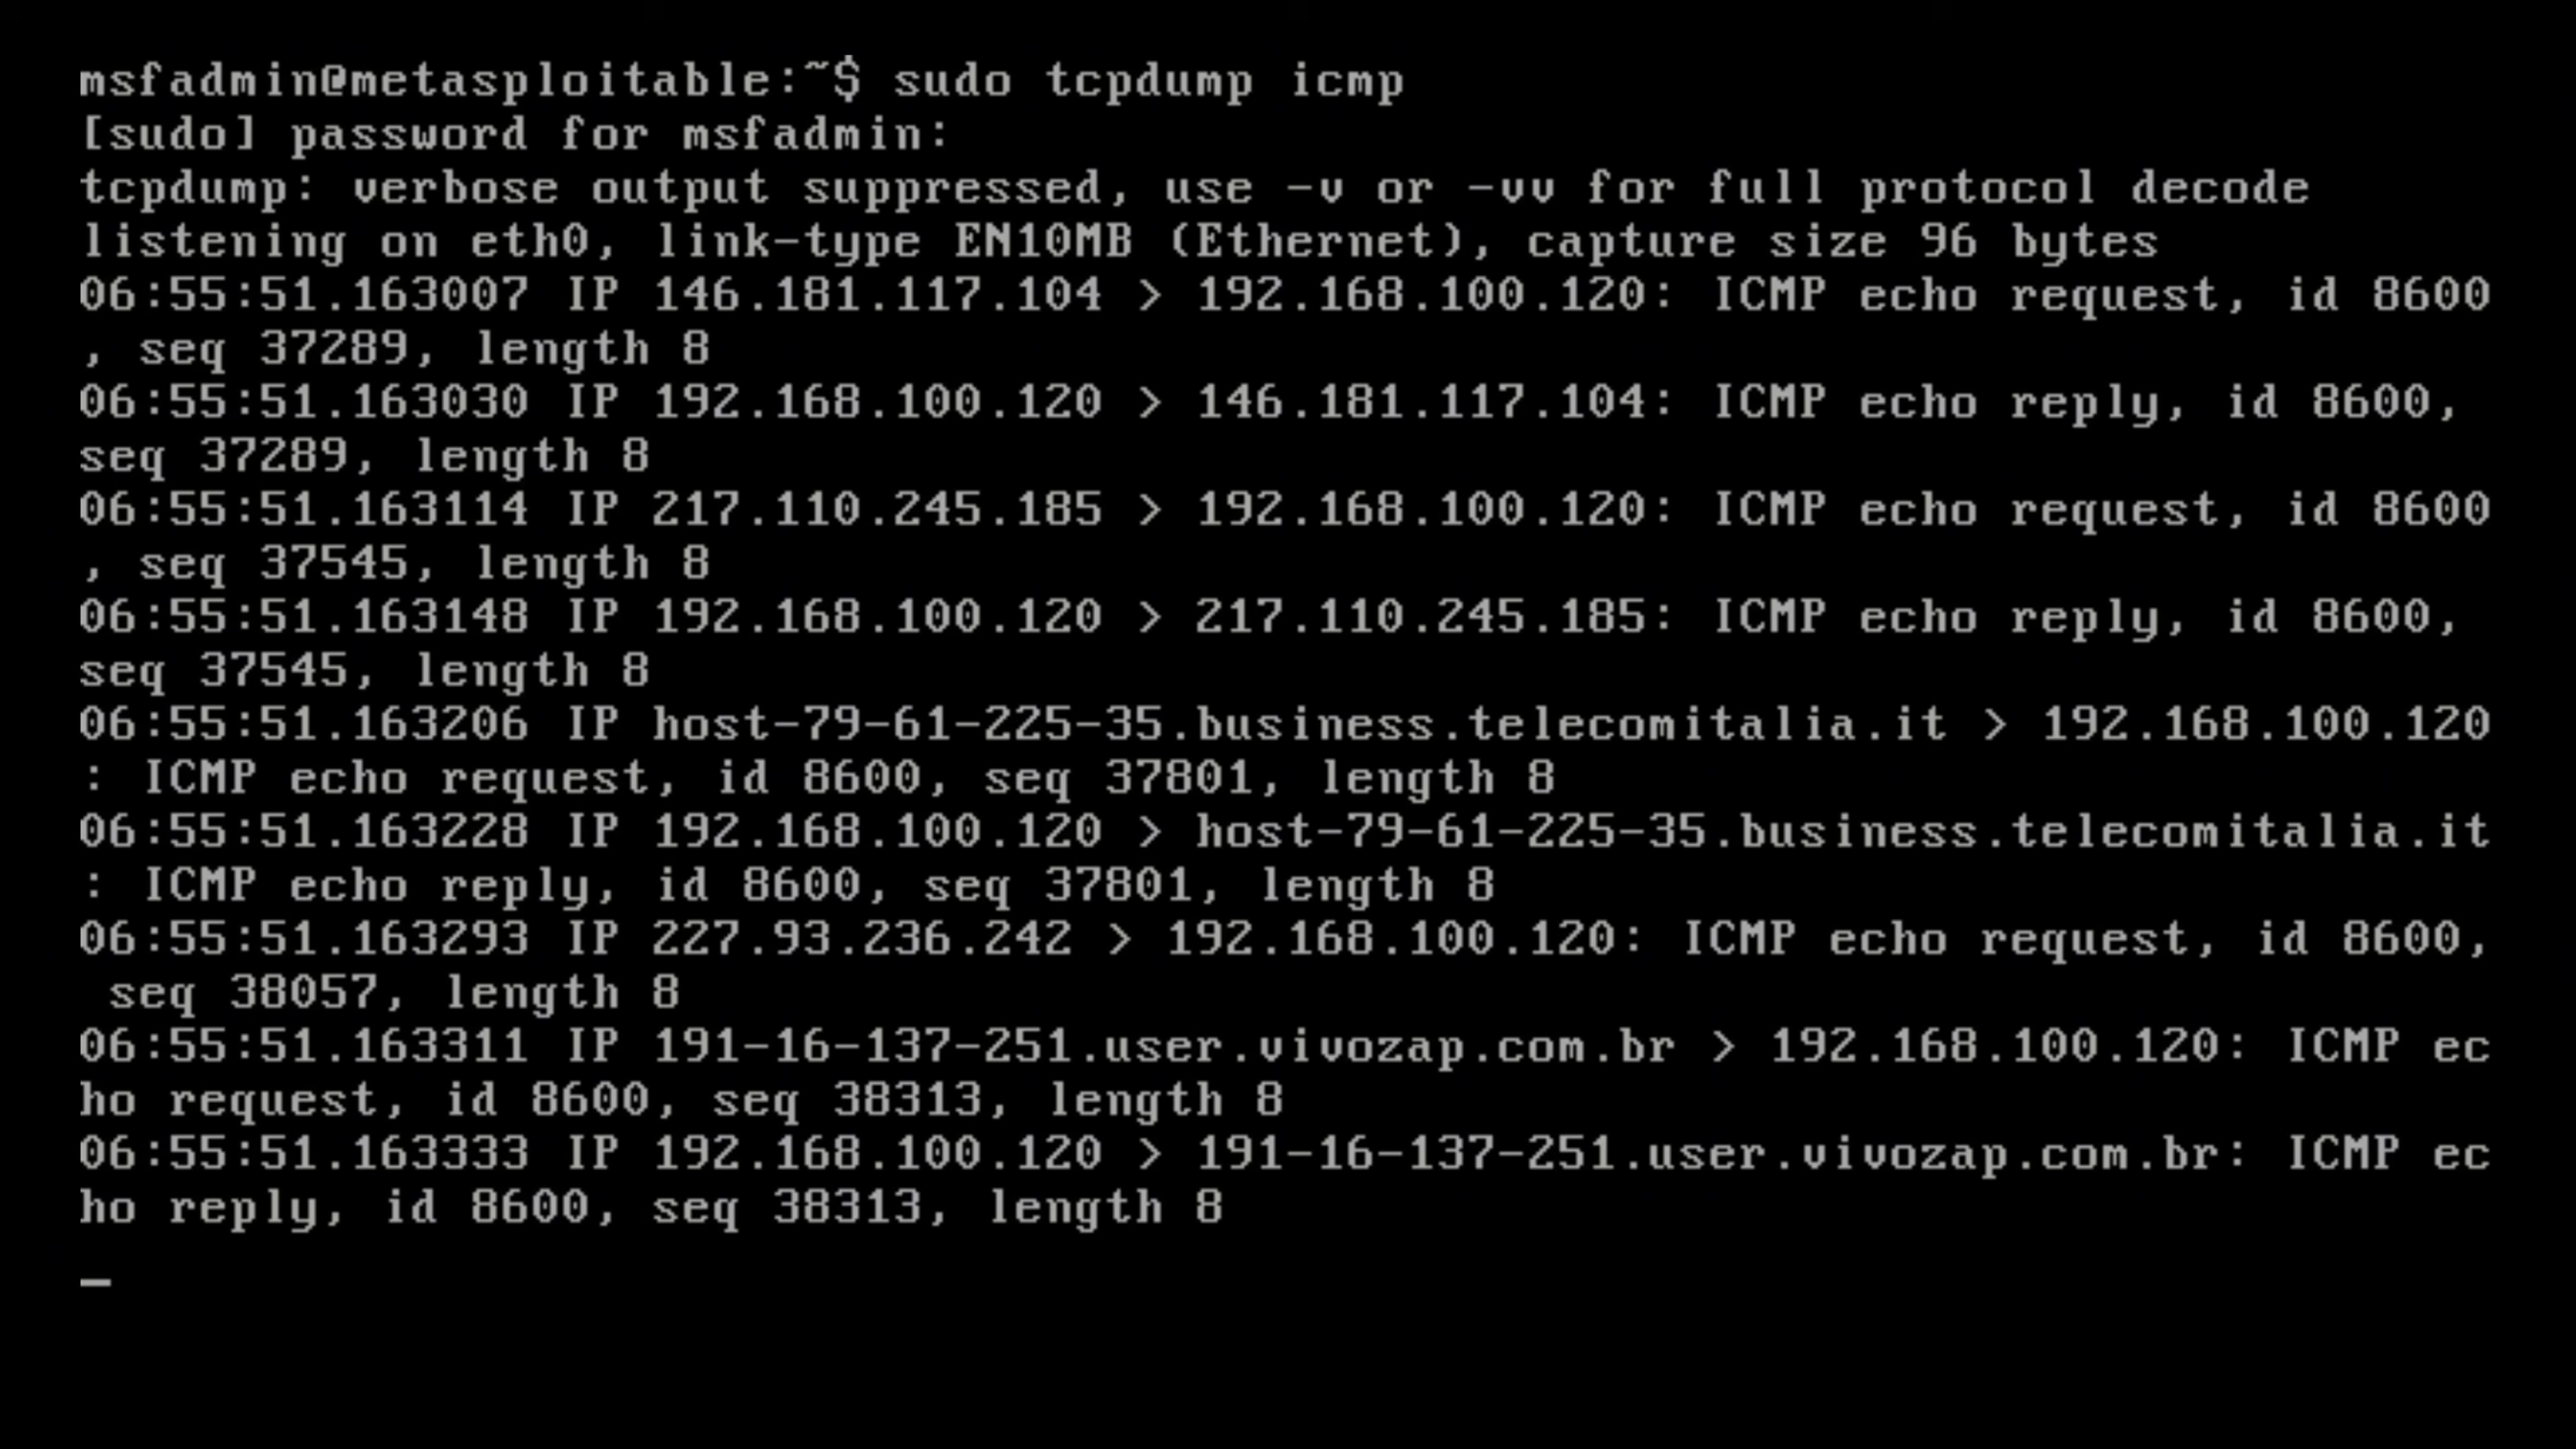 msfadmin@metasploitable:~$ sudo tcpdump icmp
[sudo] password for msfadmin:
tcpdump: verbose output suppressed, use -v or -vv for full protocol decode
listening on eth0, link-type EN10MB (Ethernet), capture size 96 bytes
06:55:51.163007 IP 146.181.117.104 > 192.168.100.120: ICMP echo request, id 8600
, seq 37289, length 8
06:55:51.163030 IP 192.168.100.120 > 146.181.117.104: ICMP echo reply, id 8600,
seq 37289, length 8
06:55:51.163114 IP 217.110.245.185 > 192.168.100.120: ICMP echo request, id 8600
, seq 37545, length 8
06:55:51.163148 IP 192.168.100.120 > 217.110.245.185: ICMP echo reply, id 8600,
seq 37545, length 8
06:55:51.163206 IP host-79-61-225-35.business.telecomitalia.it > 192.168.100.120
: ICMP echo request, id 8600, seq 37801, length 8
06:55:51.163228 IP 192.168.100.120 > host-79-61-225-35.business.telecomitalia.it
: ICMP echo reply, id 8600, seq 37801, length 8
06:55:51.163293 IP 227.93.236.242 > 192.168.100.120: ICMP echo request, id 8600,
 seq 38057, length 8
06:55:51.163311 IP 191-16-137-251.user.vivozap.com.br > 192.168.100.120: ICMP ec
ho request, id 8600, seq 38313, length 8
06:55:51.163333 IP 192.168.100.120 > 191-16-137-251.user.vivozap.com.br: ICMP ec
ho reply, id 8600, seq 38313, length 8